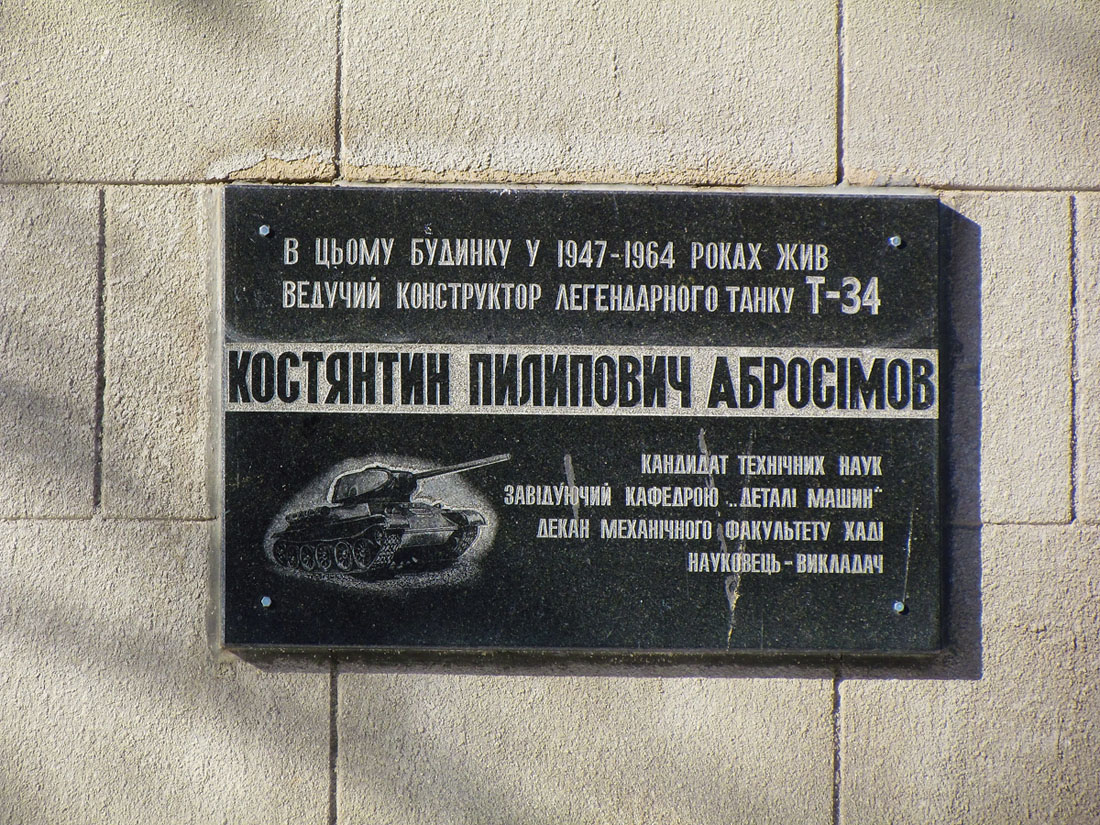 В ЦЬОМУ БУДИНКУ У 1947-1964 РОКАХ ЖИВ
ВЕДУЧИЙ КОНСТРУКТОР ЛЕГЕНДАРНОГО ТАНКУ Т-34
КОСТЯНТИН ПИЛИПОВИЧ АБРОСІМОВ
КАНДИДАТ ТЕХНІЧНИХ НАУК
ЗАВІДУЮЧИЙ КАФЕДРОЮ „ДЕТАЛІ МАШИН"
ДЕКАН МЕХАНІЧНОГО ФАКУЛЬТЕТУ ХАДІ
НАУКОВЕЦЬ-ВИКЛАДАЧ